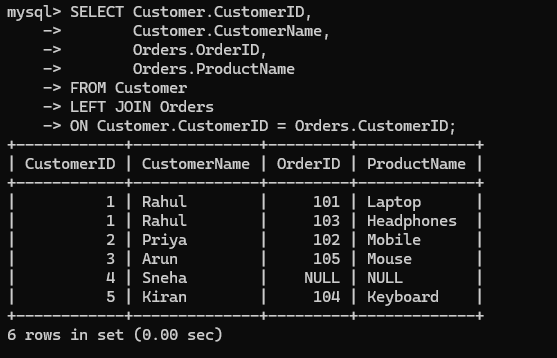 mysql> SELECT Customer.CustomerID,
    ->        Customer.CustomerName,
    ->        Orders.OrderID,
    ->        Orders.ProductName
    -> FROM Customer
    -> LEFT JOIN Orders
    -> ON Customer.CustomerID = Orders.CustomerID;
+------------+--------------+---------+-------------+
| CustomerID | CustomerName | OrderID | ProductName |
+------------+--------------+---------+-------------+
|          1 | Rahul        |     101 | Laptop      |
|          1 | Rahul        |     103 | Headphones  |
|          2 | Priya        |     102 | Mobile      |
|          3 | Arun         |     105 | Mouse       |
|          4 | Sneha        |    NULL | NULL        |
|          5 | Kiran        |     104 | Keyboard    |
+------------+--------------+---------+-------------+
6 rows in set (0.00 sec)